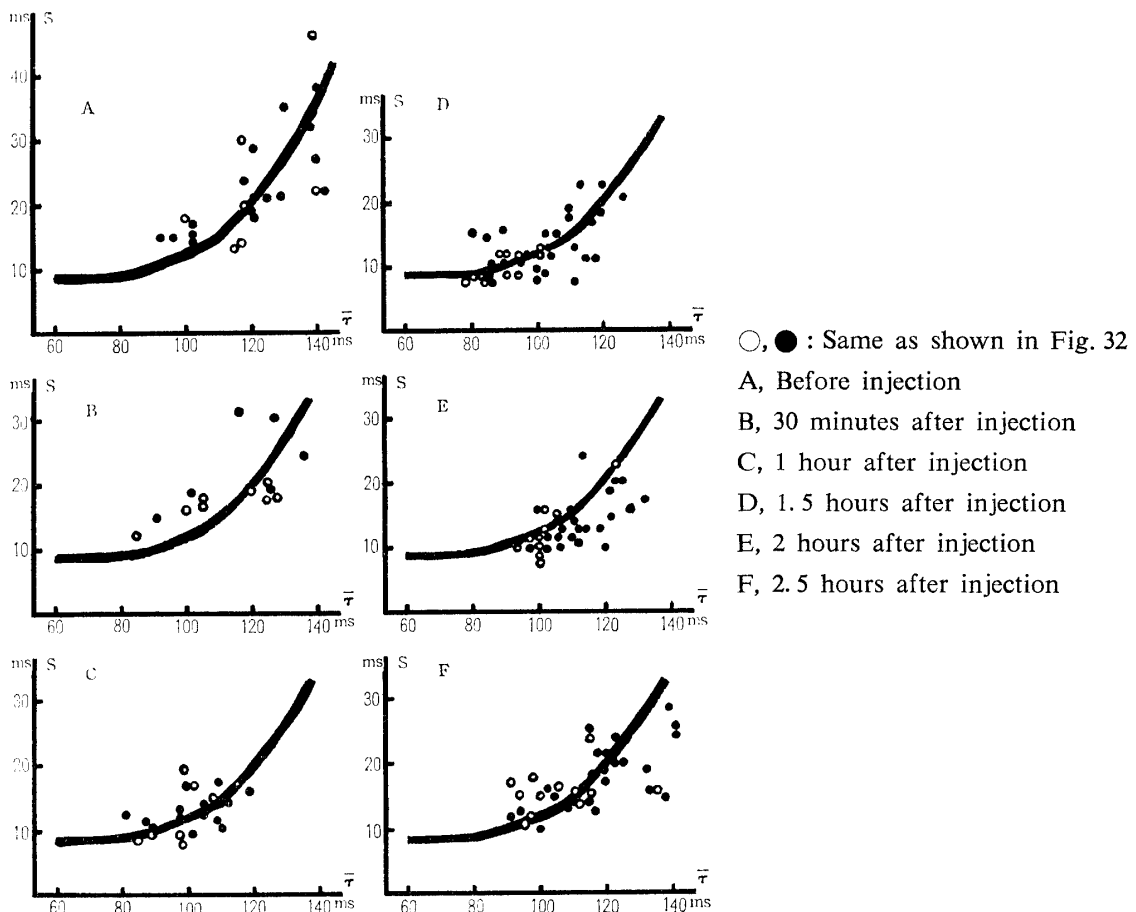 ms S
40
30
20
10
A
60 80 100 120 140 ms
τ̄
ms S
30
20
10
D
60 80 100 120 140 ms
τ̄
ms S
30
20
10
B
60 80 100 120 140 ms
τ̄
ms S
30
20
10
E
60 80 100 120 140 ms
τ̄
ms S
30
20
10
C
60 80 100 120 140 ms
τ̄
ms S
30
20
10
F
60 80 100 120 140 ms
τ̄
○, ● : Same as shown in Fig. 32
A, Before injection
B, 30 minutes after injection
C, 1 hour after injection
D, 1.5 hours after injection
E, 2 hours after injection
F, 2.5 hours after injection